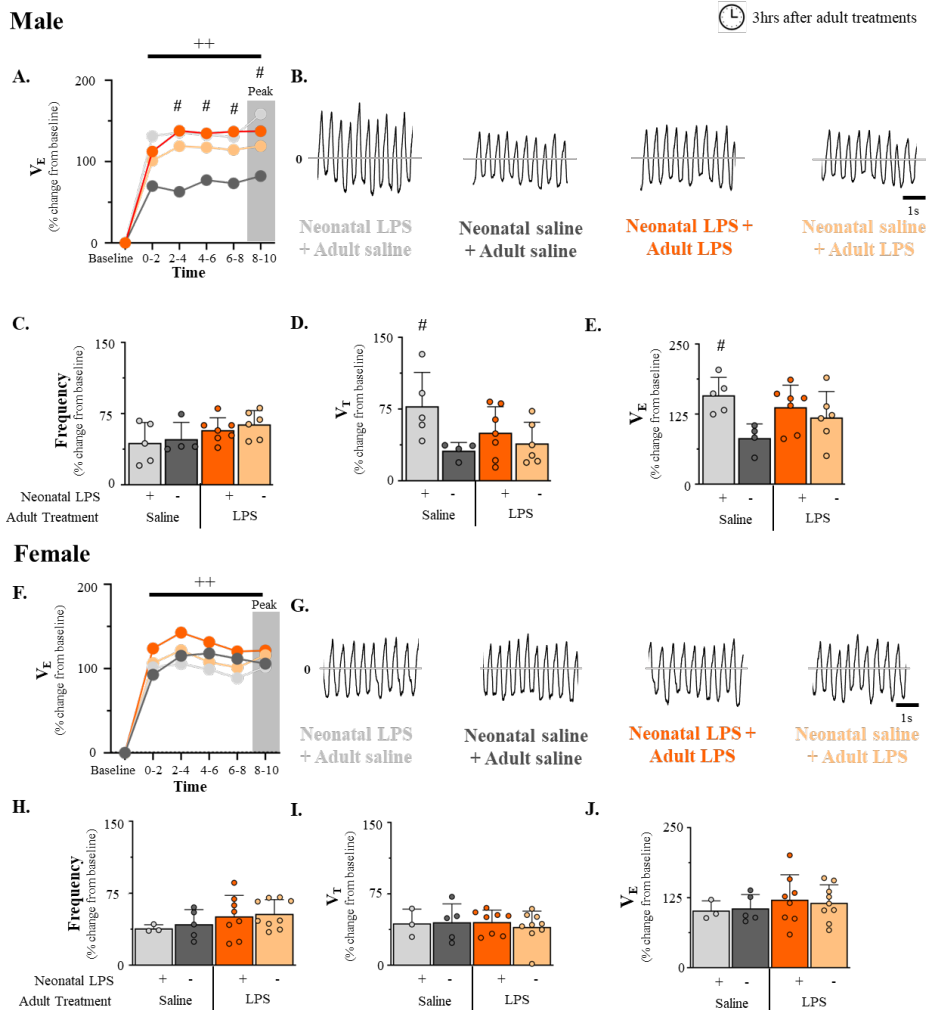 Male
3hrs after adult treatments
A.
++
#
Peak
# # #
200
100
0
V_E
(% change from baseline)
Baseline 0-2 2-4 4-6 6-8 8-10
Time
B.
0
1s
Neonatal LPS
+ Adult saline
Neonatal saline
+ Adult saline
Neonatal LPS +
Adult LPS
Neonatal saline
+ Adult LPS
C.
150
75
0
Frequency
(% change from baseline)
Neonatal LPS + - + -
Adult Treatment Saline LPS
D.
#
150
75
0
V_T
(% change from baseline)
+ - + -
Saline LPS
E.
#
250
125
0
V_E
(% change from baseline)
+ - + -
Saline LPS
Female
F.
++
Peak
200
100
0
V_E
(% change from baseline)
Baseline 0-2 2-4 4-6 6-8 8-10
Time
G.
0
1s
Neonatal LPS
+ Adult saline
Neonatal saline
+ Adult saline
Neonatal LPS +
Adult LPS
Neonatal saline
+ Adult LPS
H.
150
75
0
Frequency
(% change from baseline)
Neonatal LPS + - + -
Adult Treatment Saline LPS
I.
150
75
0
V_T
(% change from baseline)
+ - + -
Saline LPS
J.
250
125
0
V_E
(% change from baseline)
+ - + -
Saline LPS